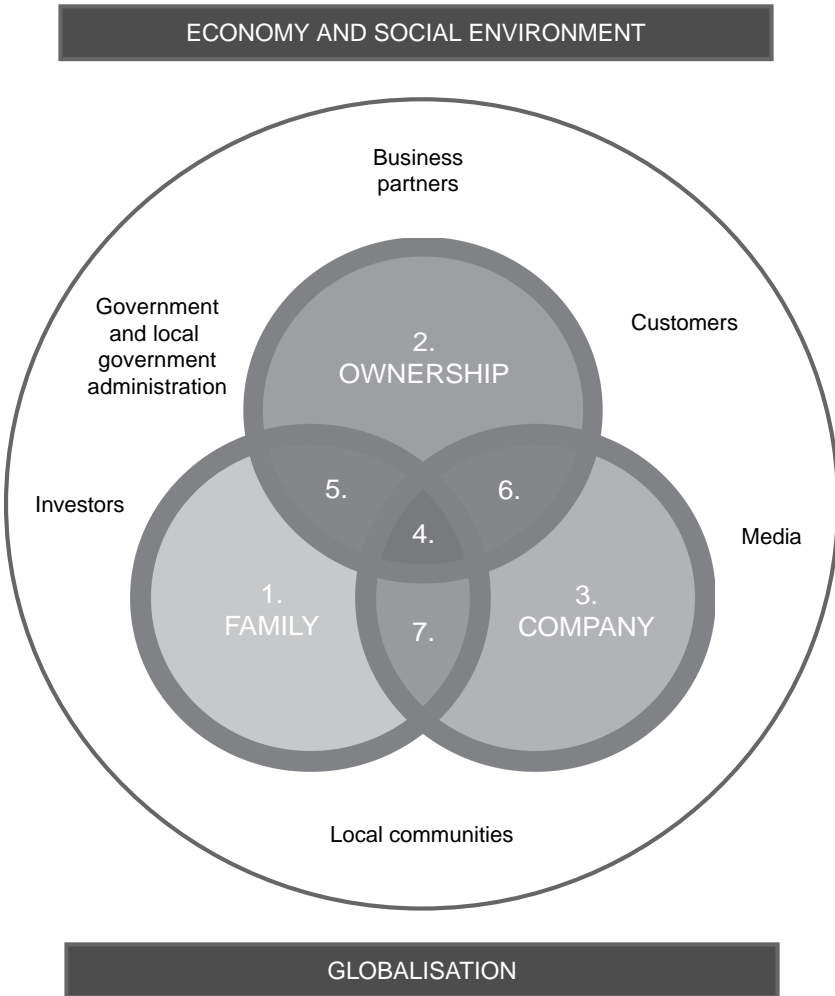 ECONOMY AND SOCIAL ENVIRONMENT
Business
partners
Government
and local
government
administration
Customers
2.
OWNERSHIP
Investors
5.
6.
4.
Media
1.
FAMILY
7.
3.
COMPANY
Local communities
GLOBALISATION